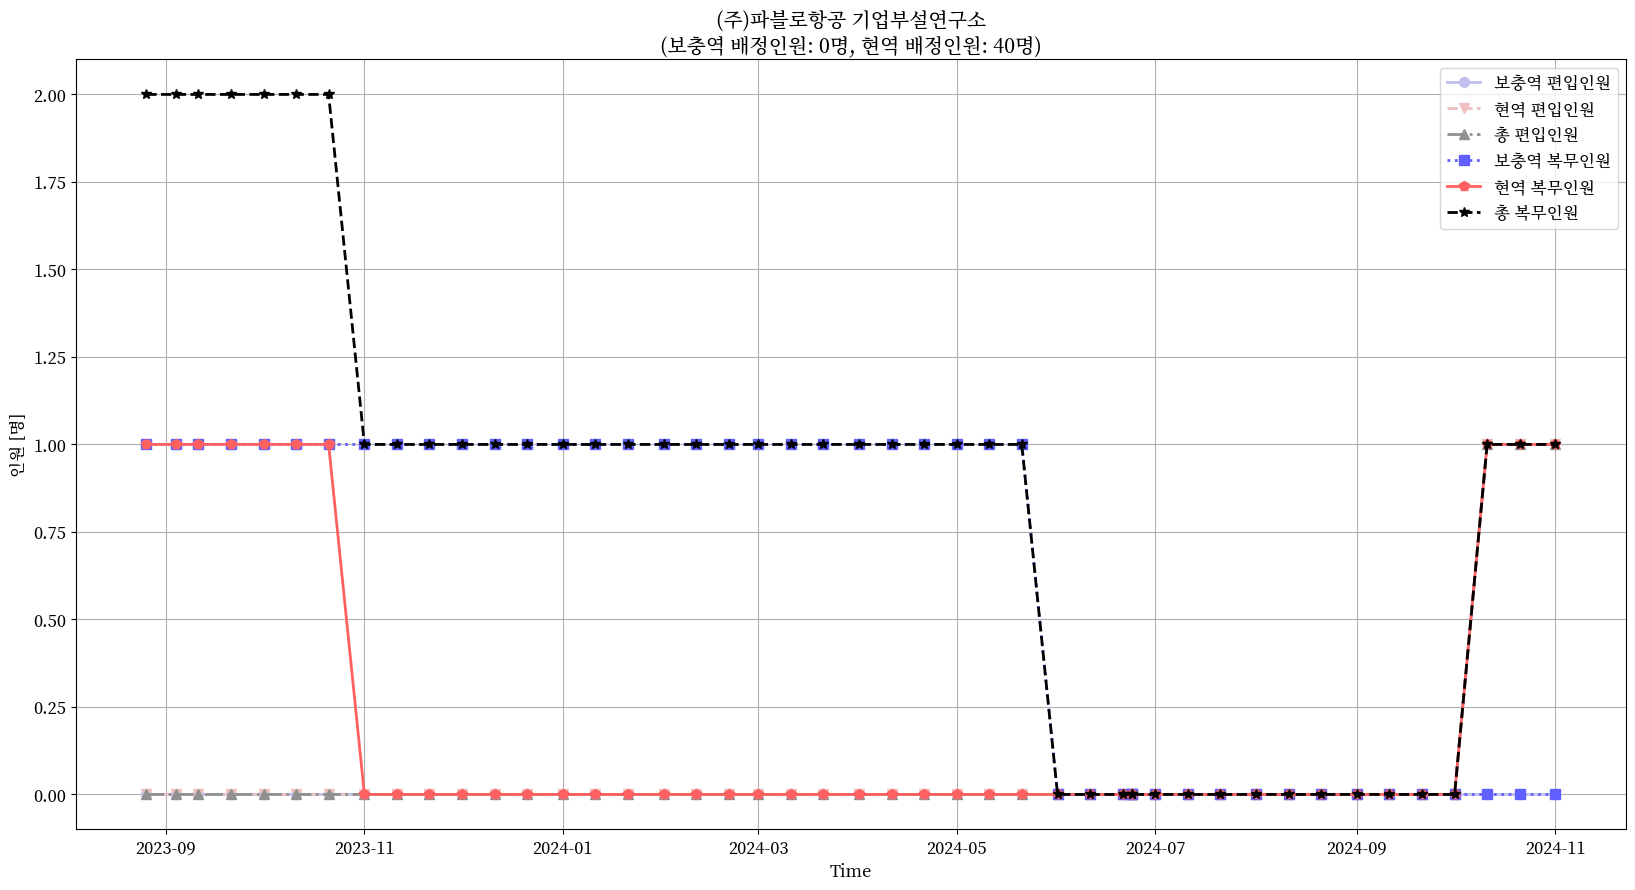 (주)파블로항공 기업부설연구소
(보충역 배정인원: 0명, 현역 배정인원: 40명)
보충역 편입인원
현역 편입인원
총 편입인원
보충역 복무인원
현역 복무인원
총 복무인원
인원 [명]
2.00
1.75
1.50
1.25
1.00
0.75
0.50
0.25
0.00
2023-09
2023-11
2024-01
2024-03
2024-05
2024-07
2024-09
2024-11
Time